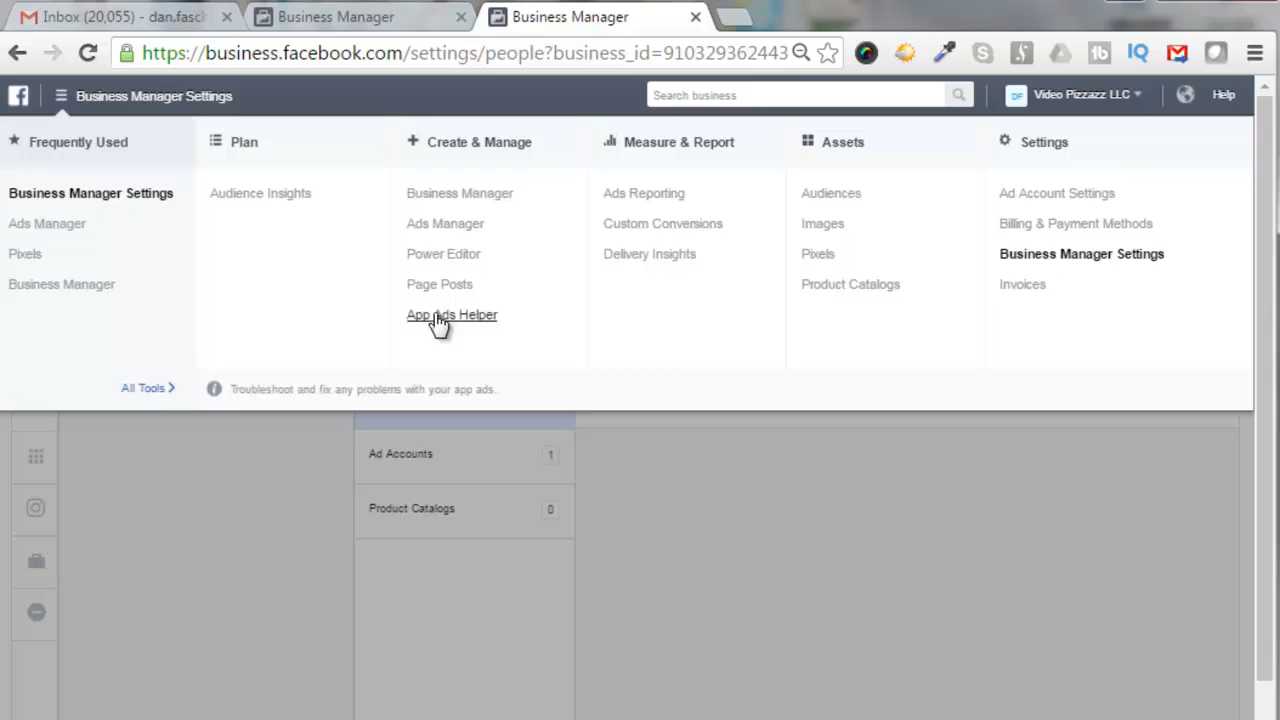 Inbox (20,055) - dan.fascl
Business Manager
Business Manager
https://business.facebook.com/settings/people?business_id=910329362443
Business Manager Settings
Search business
DF
Video Pizzazz LLC
Help
Frequently Used
Plan
Create & Manage
Measure & Report
Assets
Settings
Business Manager Settings
Audience Insights
Business Manager
Ads Reporting
Audiences
Ad Account Settings
Ads Manager
Ads Manager
Custom Conversions
Images
Billing & Payment Methods
Pixels
Power Editor
Delivery Insights
Pixels
Business Manager Settings
Business Manager
Page Posts
Product Catalogs
Invoices
App Ads Helper
All Tools
Troubleshoot and fix any problems with your app ads.
Ad Accounts 1
Product Catalogs 0